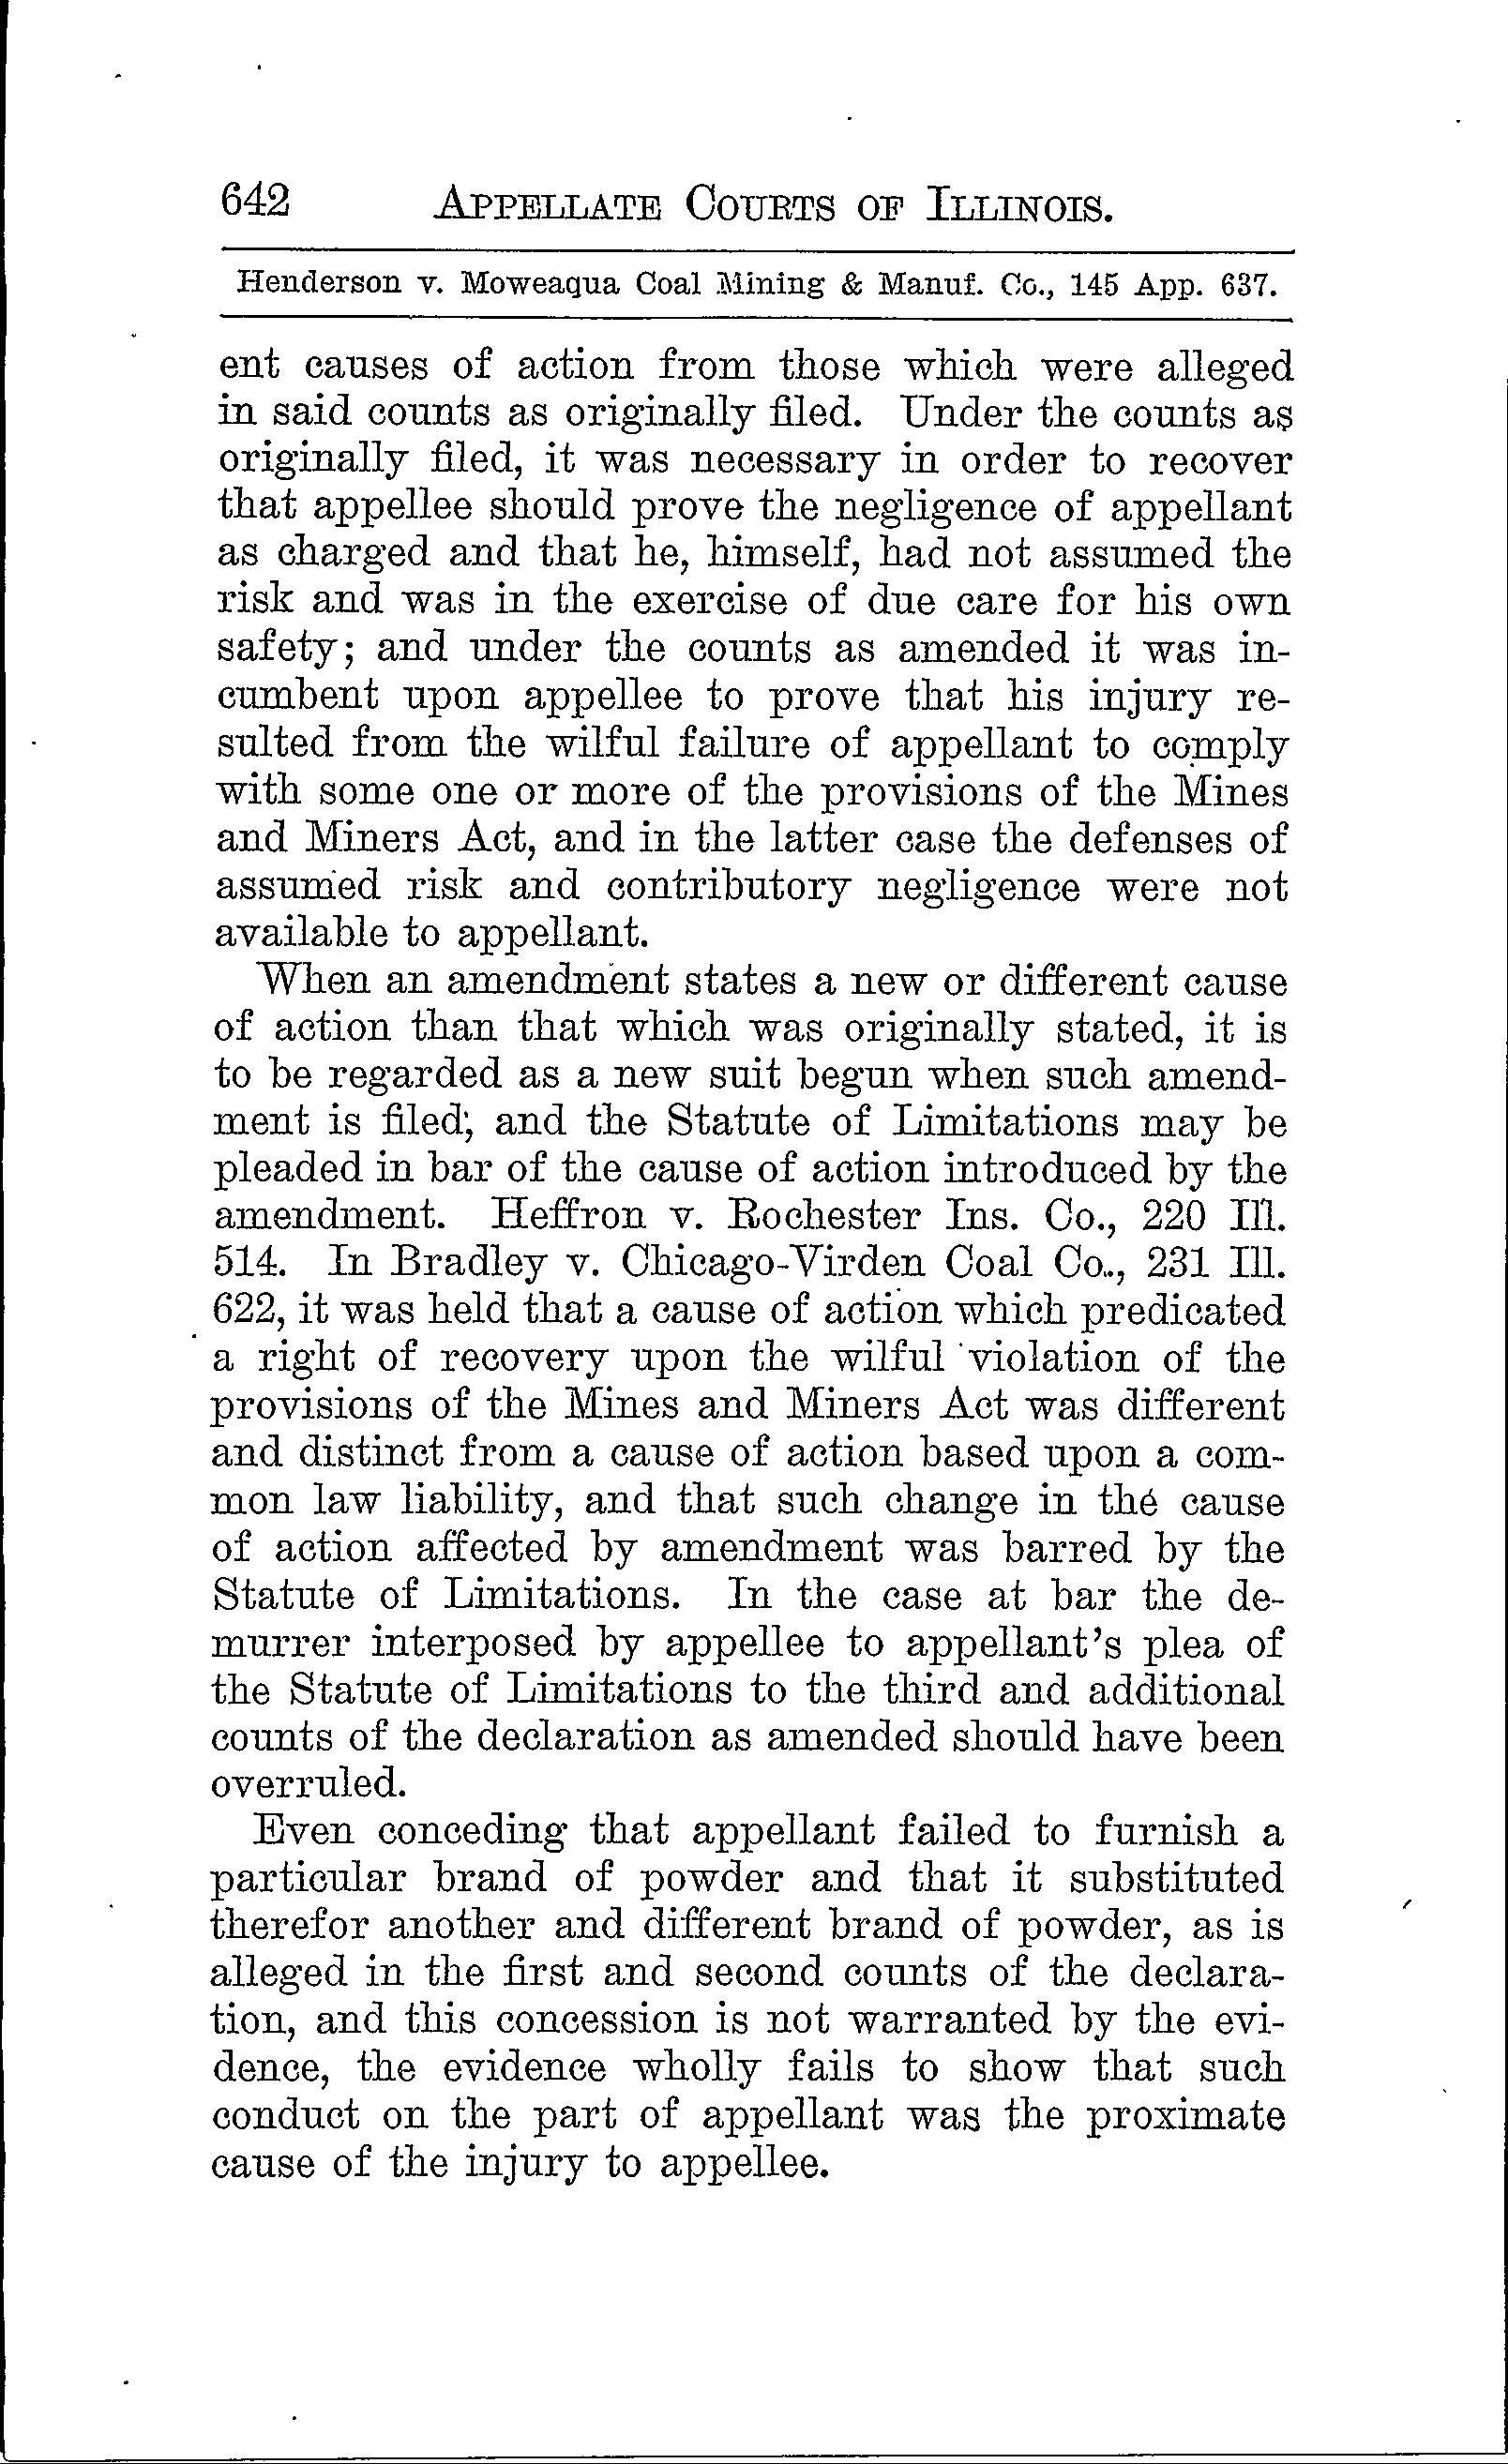 642 APPELLATE COURTS OF ILLINOIS.
Henderson v. Moweaqua Coal Mining & Manuf. Co., 145 App. 637.
ent causes of action from those which were alleged
in said counts as originally filed. Under the counts as
originally filed, it was necessary in order to recover
that appellee should prove the negligence of appellant
as charged and that he, himself, had not assumed the
risk and was in the exercise of due care for his own
safety; and under the counts as amended it was in-
cumbent upon appellee to prove that his injury re-
sulted from the wilful failure of appellant to comply
with some one or more of the provisions of the Mines
and Miners Act, and in the latter case the defenses of
assumed risk and contributory negligence were not
available to appellant.
When an amendment states a new or different cause
of action than that which was originally stated, it is
to be regarded as a new suit begun when such amend-
ment is filed; and the Statute of Limitations may be
pleaded in bar of the cause of action introduced by the
amendment. Heffron v. Rochester Ins. Co., 220 Ill.
514. In Bradley v. Chicago-Virden Coal Co., 231 Ill.
622, it was held that a cause of action which predicated
a right of recovery upon the wilful violation of the
provisions of the Mines and Miners Act was different
and distinct from a cause of action based upon a com-
mon law liability, and that such change in the cause
of action affected by amendment was barred by the
Statute of Limitations. In the case at bar the de-
murrer interposed by appellee to appellant's plea of
the Statute of Limitations to the third and additional
counts of the declaration as amended should have been
overruled.
Even conceding that appellant failed to furnish a
particular brand of powder and that it substituted
therefor another and different brand of powder, as is
alleged in the first and second counts of the declara-
tion, and this concession is not warranted by the evi-
dence, the evidence wholly fails to show that such
conduct on the part of appellant was the proximate
cause of the injury to appellee.